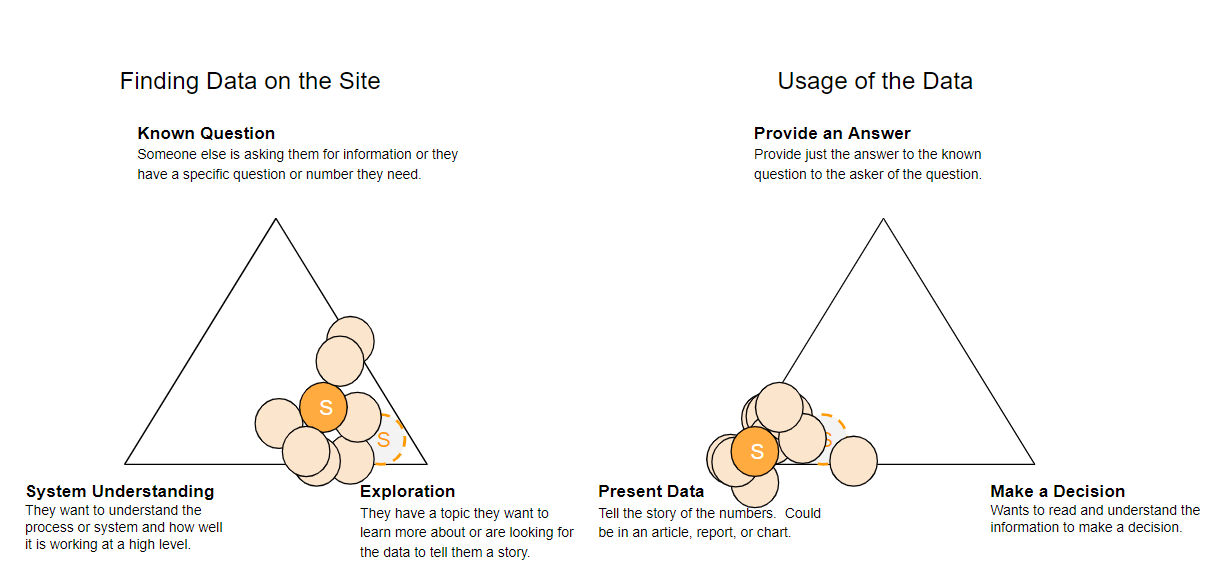 Finding Data on the Site
Known Question
Someone else is asking them for information or they
have a specific question or number they need.
S
S
System Understanding
They want to understand the
process or system and how well
it is working at a high level.
Exploration
They have a topic they want to
learn more about or are looking for
the data to tell them a story.
Usage of the Data
Provide an Answer
Provide just the answer to the known
question to the asker of the question.
S
S
Present Data
Tell the story of the numbers.  Could
be in an article, report, or chart.
Make a Decision
Wants to read and understand the
information to make a decision.